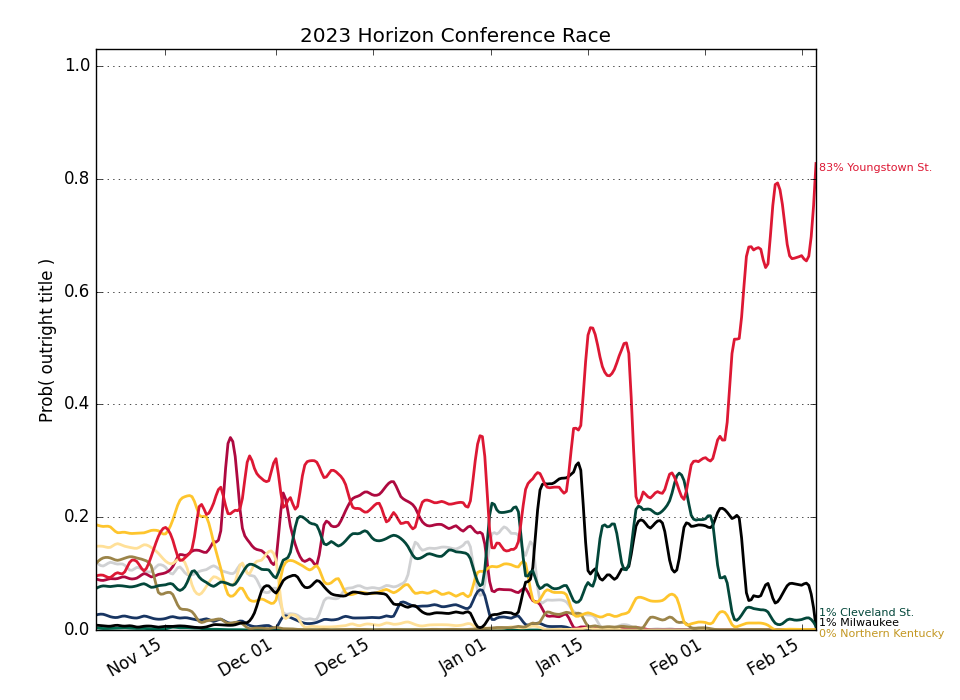 2023 Horizon Conference Race
Prob( outright title )
1.0
0.8
0.6
0.4
0.2
0.0
Nov 15
Dec 01
Dec 15
Jan 01
Jan 15
Feb 01
Feb 15
83% Youngstown St.
1% Cleveland St.
1% Milwaukee
0% Northern Kentucky